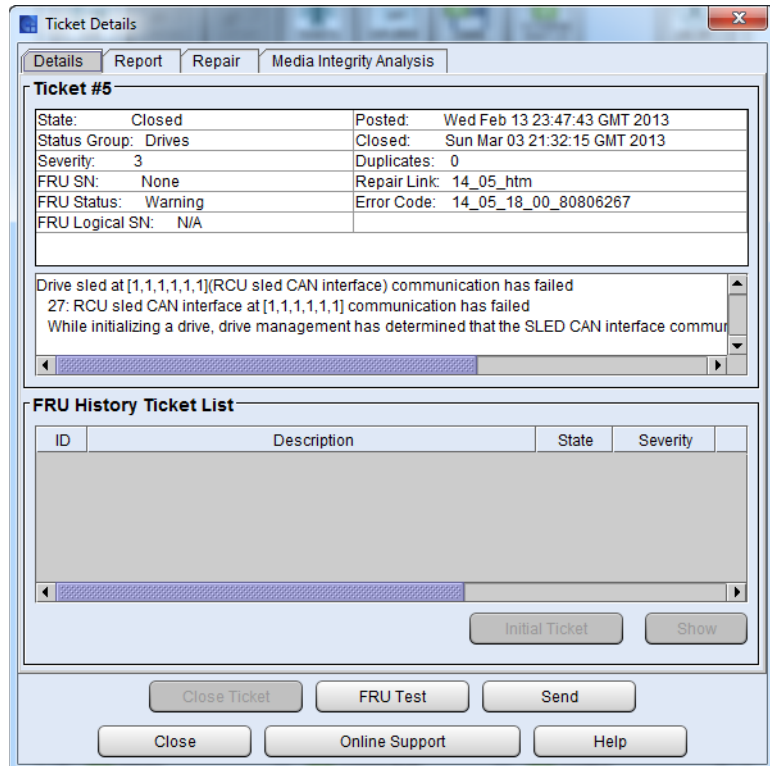 Ticket Details
Details Report Repair Media Integrity Analysis
Ticket #5
State: Closed Posted: Wed Feb 13 23:47:43 GMT 2013
Status Group: Drives Closed: Sun Mar 03 21:32:15 GMT 2013
Severity: 3 Duplicates: 0
FRU SN: None Repair Link: 14_05_htm
FRU Status: Warning Error Code: 14_05_18_00_80806267
FRU Logical SN: N/A
Drive sled at [1,1,1,1,1,1](RCU sled CAN interface) communication has failed
27: RCU sled CAN interface at [1,1,1,1,1,1] communication has failed
While initializing a drive, drive management has determined that the SLED CAN interface commun
FRU History Ticket List
ID Description State Severity
Initial Ticket Show
Close Ticket FRU Test Send
Close Online Support Help